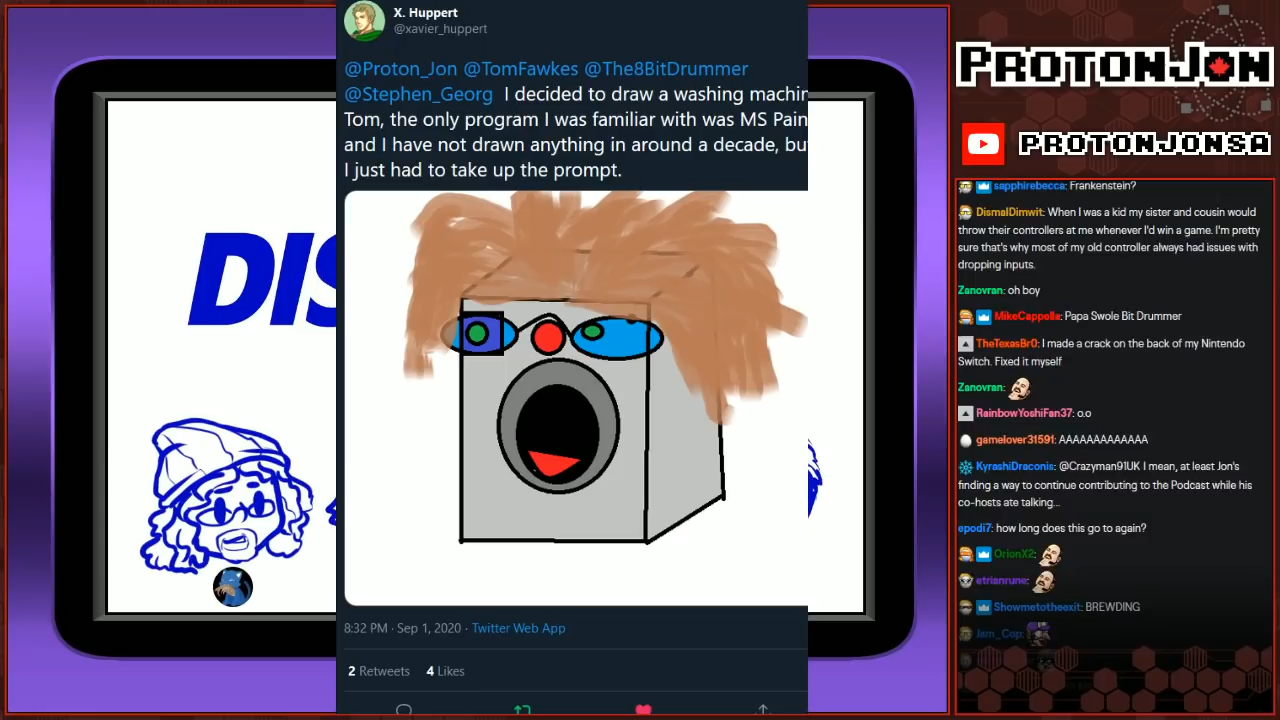 X. Huppert
@xavier_huppert
@Proton_Jon @TomFawkes @The8BitDrummer
@Stephen_Georg I decided to draw a washing machin
Tom, the only program I was familiar with was MS Pain
and I have not drawn anything in around a decade, bu
I just had to take up the prompt.
8:32 PM · Sep 1, 2020 · Twitter Web App
2 Retweets 4 Likes
DIS
PROTONJON
PROTONJONSA
sapphirebecca: Frankenstein?
DismalDimwit: When I was a kid my sister and cousin would
throw their controllers at me whenever I'd win a game. I'm pretty
sure that's why most of my old controller always had issues with
dropping inputs.
Zanovran: oh boy
MikeCappella: Papa Swole Bit Drummer
TheTexasBr0: I made a crack on the back of my Nintendo
Switch. Fixed it myself
Zanovran:
RainbowYoshiFan37: o.o
gamelover31591: AAAAAAAAAAAAA
KyrashiDraconis: @Crazyman91UK I mean, at least Jon's
finding a way to continue contributing to the Podcast while his
co-hosts ate talking...
epodi7: how long does this go to again?
OrionX2:
etrianrune:
Showmetotheexit: BREWDING
Jam_Cop: